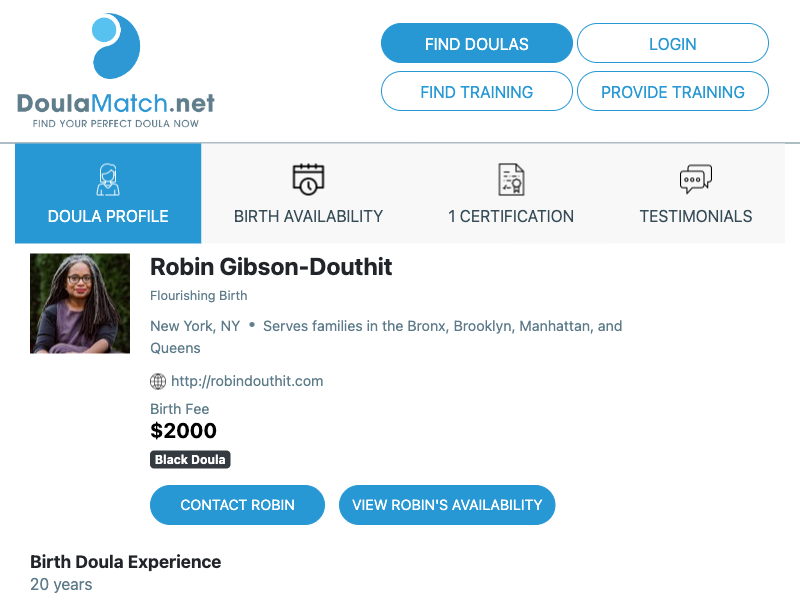 DoulaMatch.net
FIND YOUR PERFECT DOULA NOW
FIND DOULAS
LOGIN
FIND TRAINING
PROVIDE TRAINING
DOULA PROFILE
BIRTH AVAILABILITY
1 CERTIFICATION
TESTIMONIALS
Robin Gibson-Douthit
Flourishing Birth
New York, NY • Serves families in the Bronx, Brooklyn, Manhattan, and
Queens
http://robindouthit.com
Birth Fee
$2000
Black Doula
CONTACT ROBIN
VIEW ROBIN'S AVAILABILITY
Birth Doula Experience
20 years